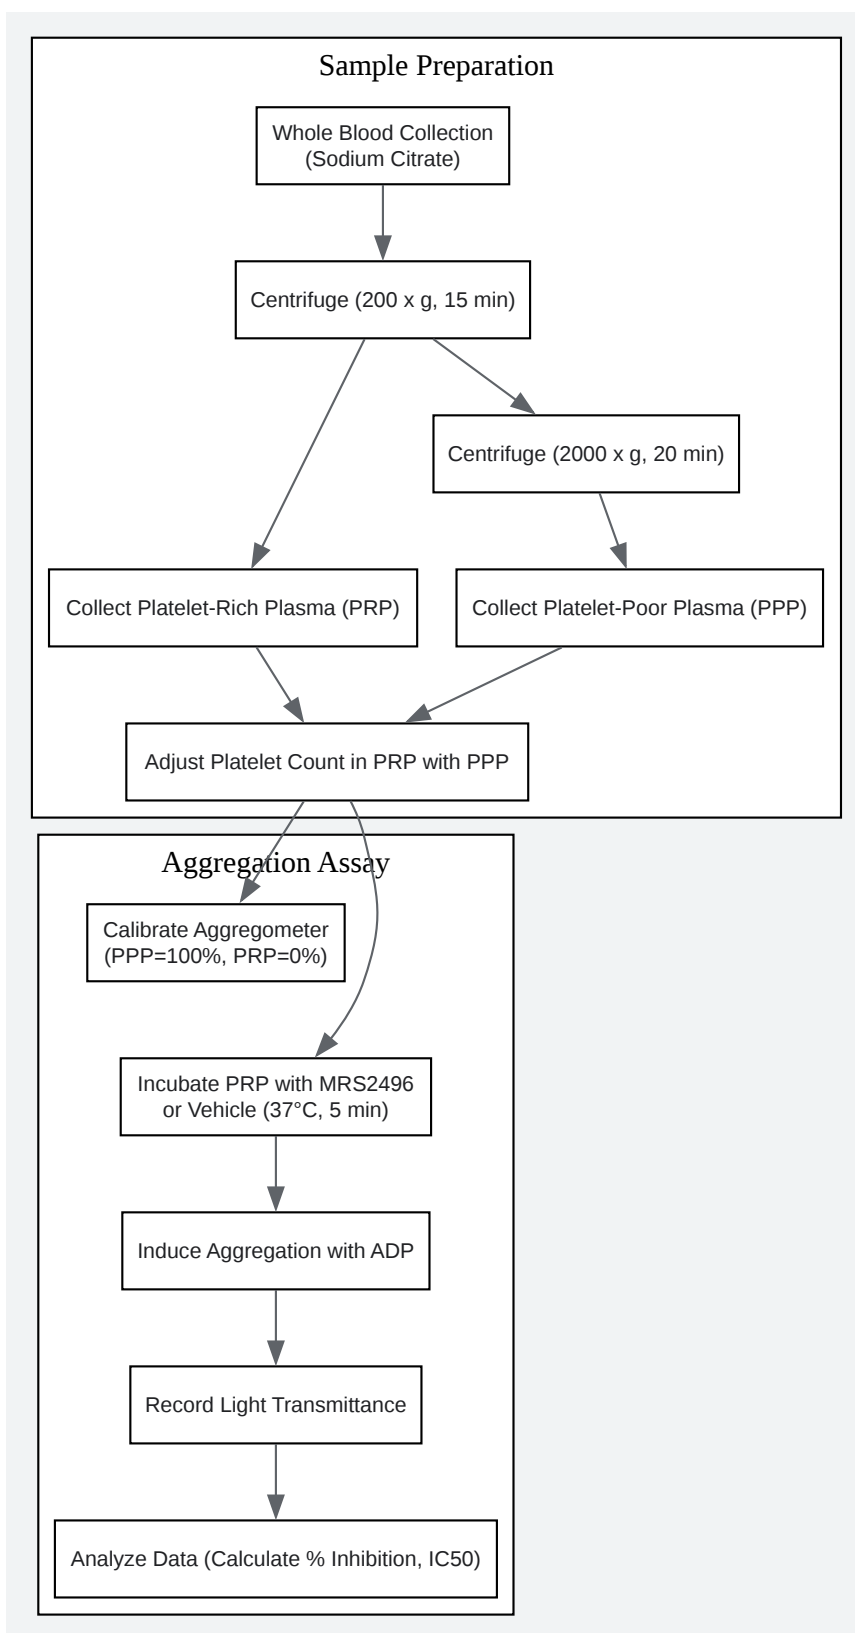 Sample Preparation
Whole Blood Collection
(Sodium Citrate)
Centrifuge (200 x g, 15 min)
Centrifuge (2000 x g, 20 min)
Collect Platelet-Rich Plasma (PRP)
Collect Platelet-Poor Plasma (PPP)
Adjust Platelet Count in PRP with PPP
Aggregation Assay
Calibrate Aggregometer
(PPP=100%, PRP=0%)
Incubate PRP with MRS2496
or Vehicle (37°C, 5 min)
Induce Aggregation with ADP
Record Light Transmittance
Analyze Data (Calculate % Inhibition, IC50)